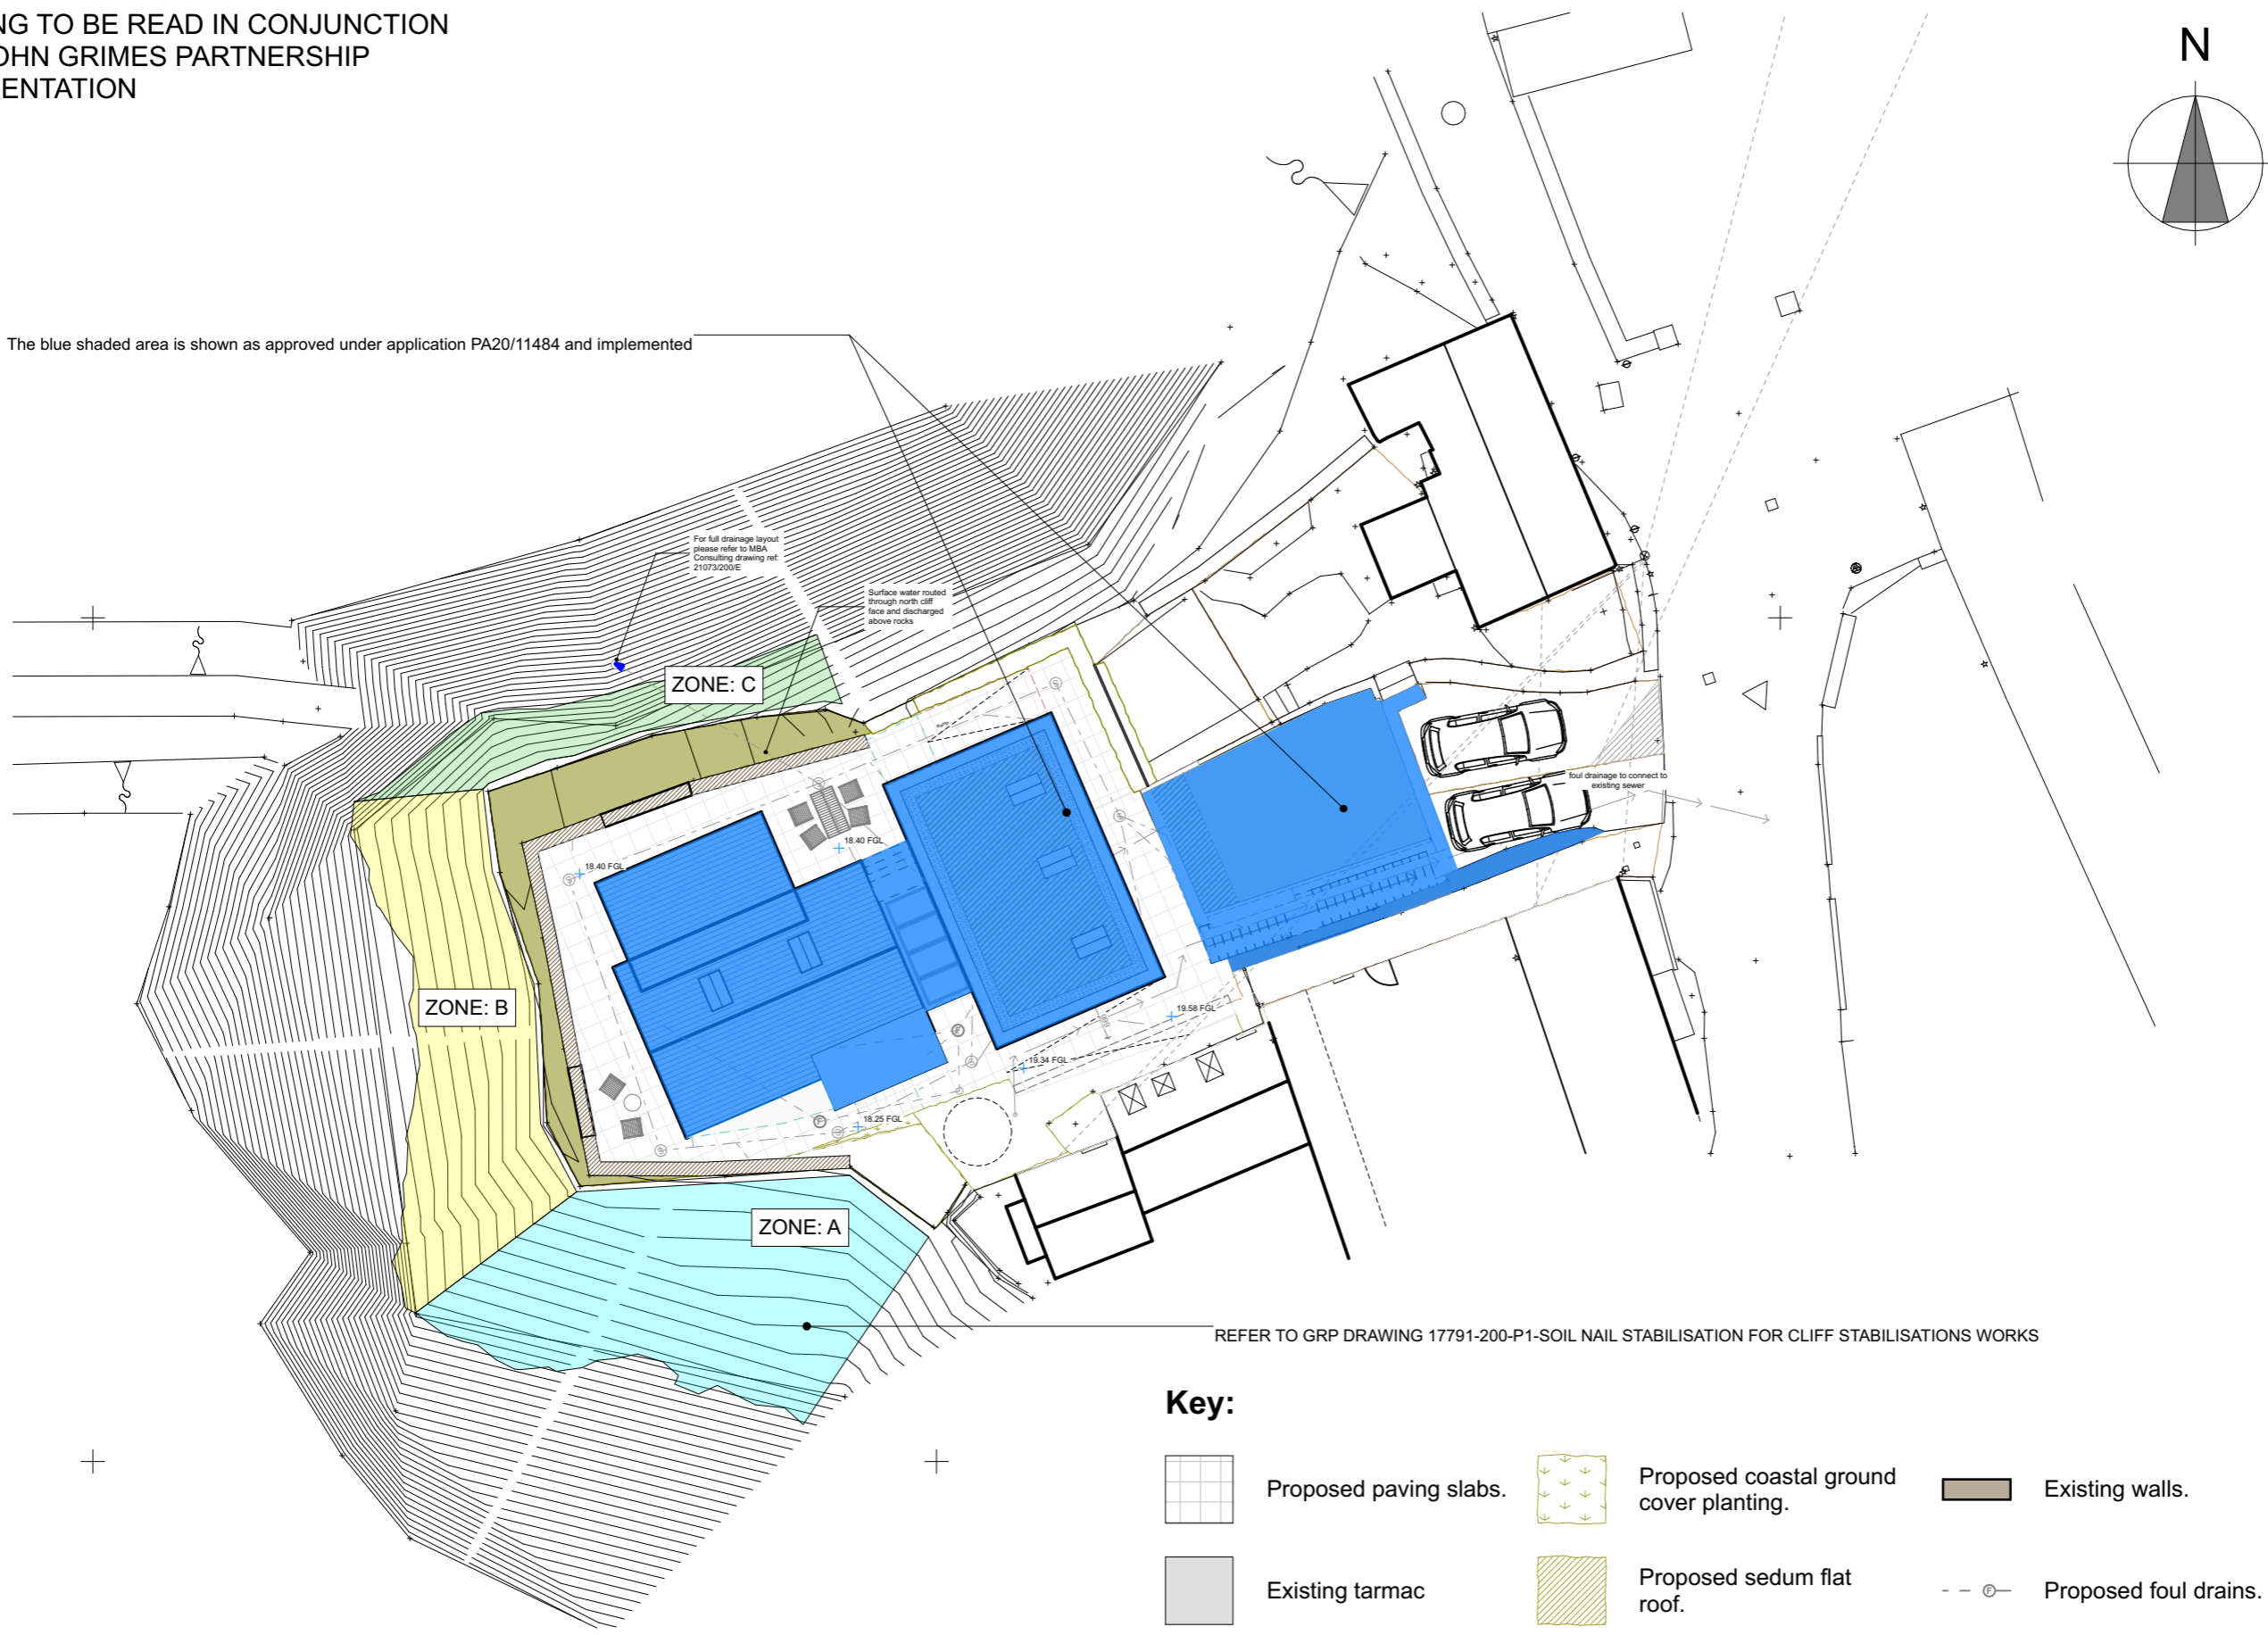 NG TO BE READ IN CONJUNCTION
OHN GRIMES PARTNERSHIP
ENTATION
N
The blue shaded area is shown as approved under application PA20/11484 and implemented
For full drainage layout
please refer to MBA
Consulting drawing ref:
21073/200/E
Surface water routed
through north cliff
face and discharged
above rocks
ZONE: C
foul drainage to connect to
existing sewer
18.40 FGL
18.40 FGL
ZONE: B
19.58 FGL
19.34 FGL
18.25 FGL
ZONE: A
REFER TO GRP DRAWING 17791-200-P1-SOIL NAIL STABILISATION FOR CLIFF STABILISATIONS WORKS
Key:
Proposed paving slabs.
Proposed coastal ground
cover planting.
Existing walls.
Existing tarmac
Proposed sedum flat
roof.
F
Proposed foul drains.